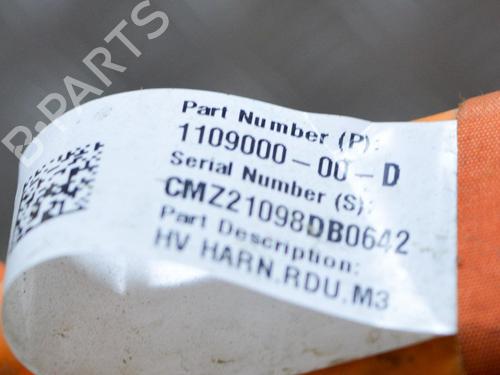 B-PARTS
Part Number (P):
1109000-00-D
Serial Number (S):
CMZ21098DB0642
Part Description:
HV HARN.RDU.M3